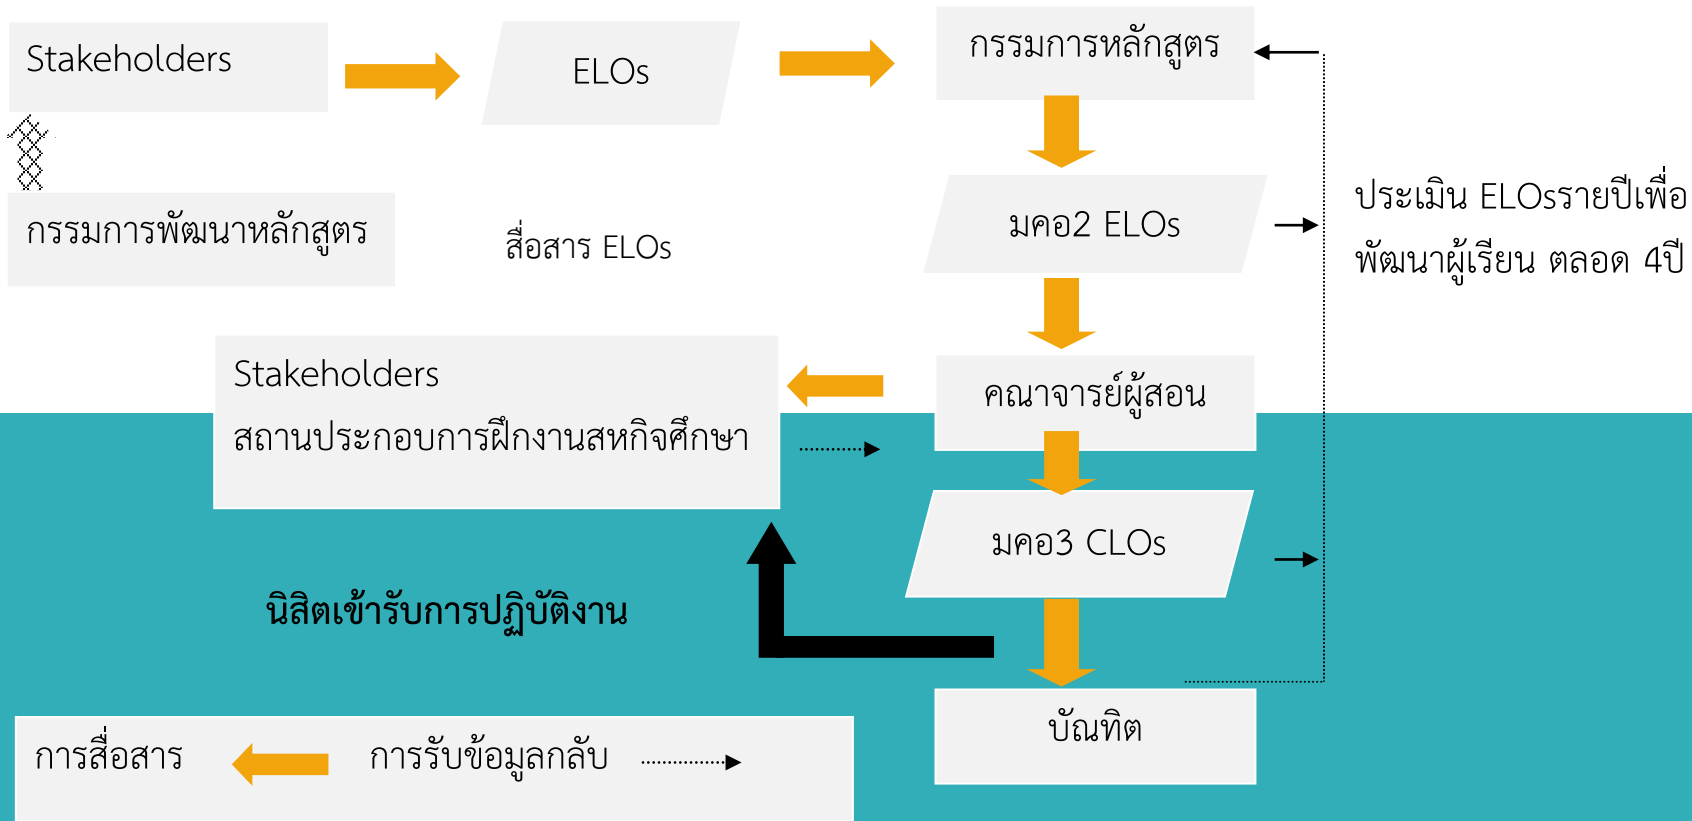 Stakeholders
ELOs
กรรมการหลักสูตร
กรรมการพัฒนาหลักสูตร
สื่อสาร ELOs
มคอ2 ELOs
ประเมิน ELOsรายปีเพื่อ
พัฒนาผู้เรียน ตลอด 4ปี
Stakeholders
สถานประกอบการฝึกงานสหกิจศึกษา
คณาจารย์ผู้สอน
มคอ3 CLOs
นิสิตเข้ารับการปฏิบัติงาน
บัณทิต
การสื่อสาร
การรับข้อมูลกลับ